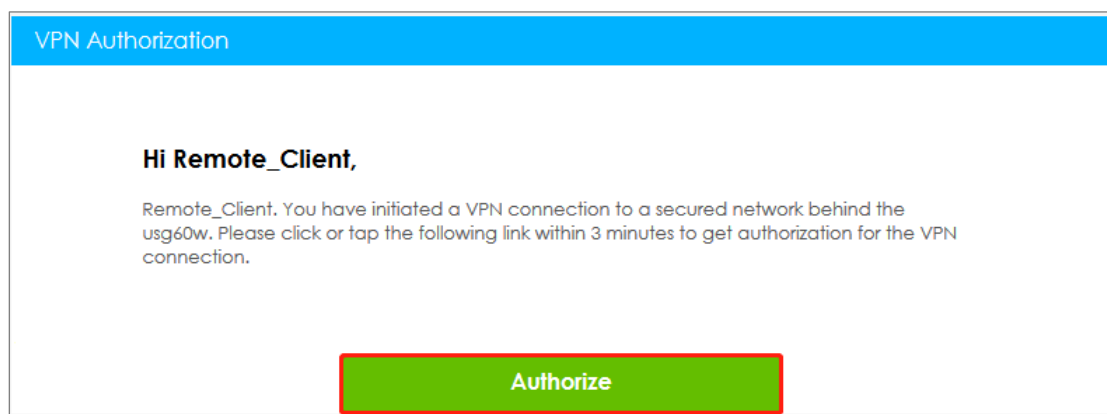 VPN Authorization
Hi Remote_Client,
Remote_Client. You have initiated a VPN connection to a secured network behind the
usg60w. Please click or tap the following link within 3 minutes to get authorization for the VPN
connection.
Authorize